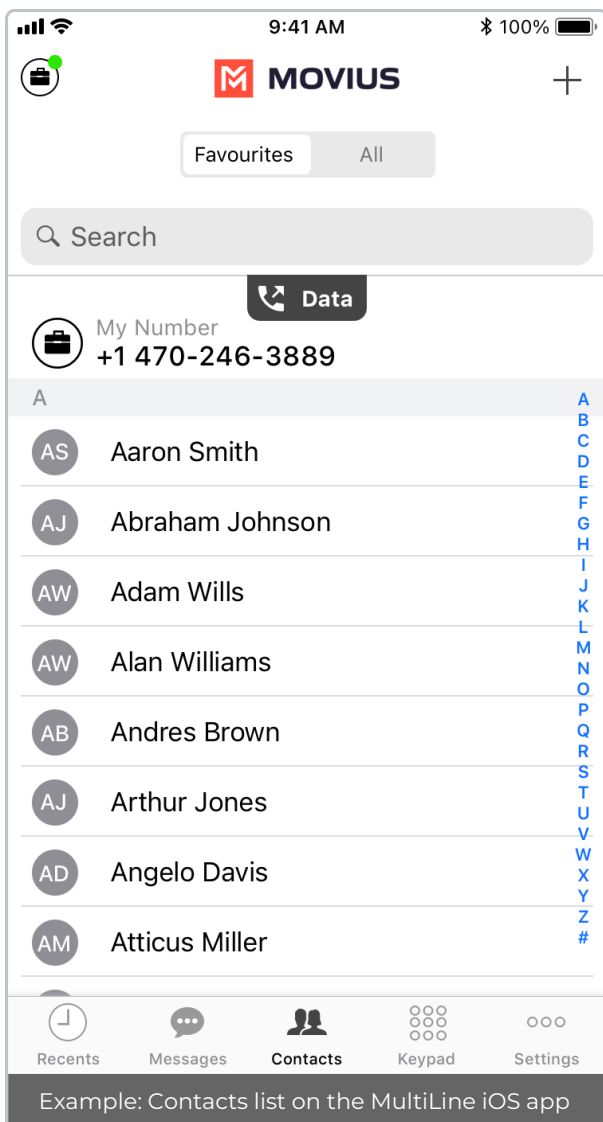 9:41 AM
100%
MOVIUS
Favourites
All
Search
Data
My Number
+1 470-246-3889
A
AS Aaron Smith
AJ Abraham Johnson
AW Adam Wills
AW Alan Williams
AB Andres Brown
AJ Arthur Jones
AD Angelo Davis
AM Atticus Miller
A
B
C
D
E
F
G
H
I
J
K
L
M
N
O
P
Q
R
S
T
U
V
W
X
Y
Z
#
Recents
Messages
Contacts
Keypad
Settings
Example: Contacts list on the MultiLine iOS app